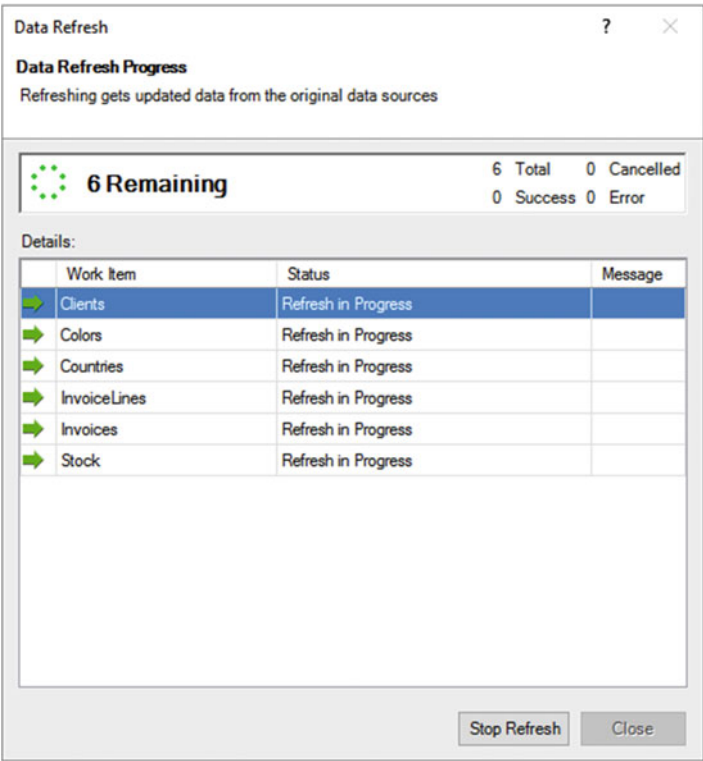 Data Refresh ?
Data Refresh Progress
Refreshing gets updated data from the original data sources
6 Remaining
6 Total 0 Cancelled
0 Success 0 Error
Details:
Work Item Status Message
Clients Refresh in Progress
Colors Refresh in Progress
Countries Refresh in Progress
InvoiceLines Refresh in Progress
Invoices Refresh in Progress
Stock Refresh in Progress
Stop Refresh Close